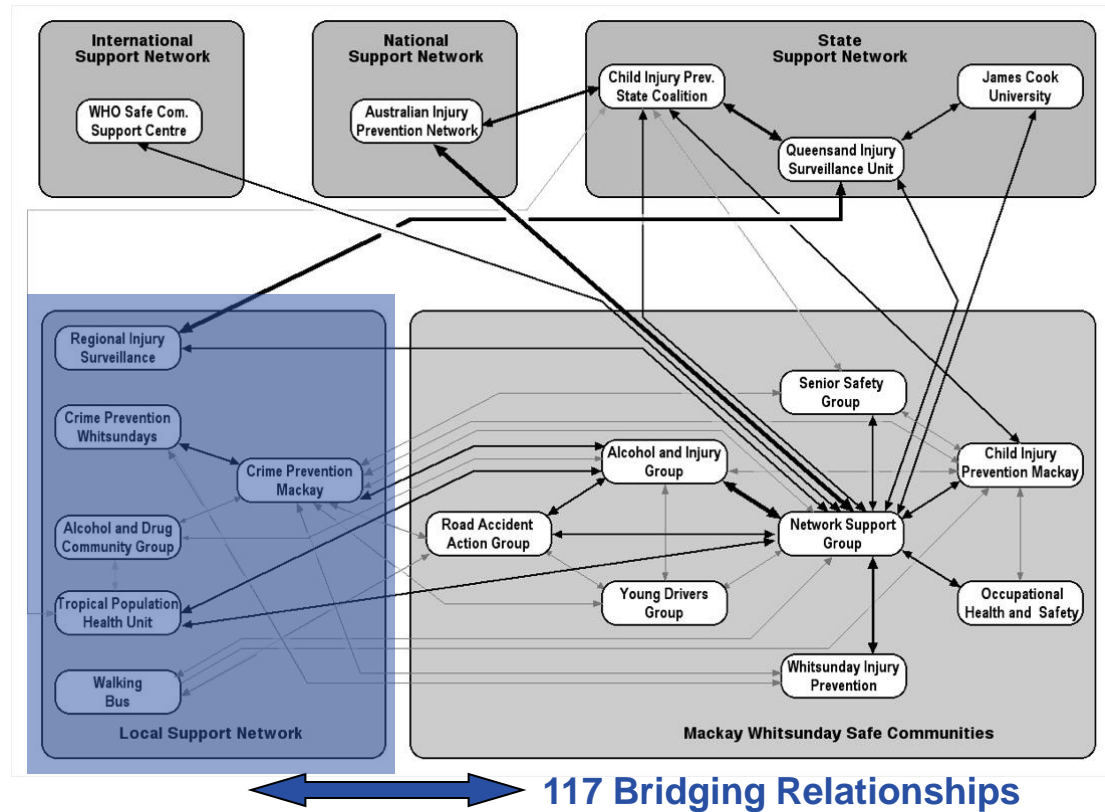 International
Support Network
WHO Safe Com.
Support Centre
National
Support Network
Australian Injury
Prevention Network
State
Support Network
Child Injury Prev.
State Coalition
James Cook
University
Queensand Injury
Surveillance Unit
Regional Injury
Surveillance
Crime Prevention
Whitsundays
Crime Prevention
Mackay
Alcohol and Drug
Community Group
Tropical Population
Health Unit
Walking
Bus
Local Support Network
Senior Safety
Group
Alcohol and Injury
Group
Child Injury
Prevention Mackay
Road Accident
Action Group
Network Support
Group
Young Drivers
Group
Occupational
Health and Safety
Whitsunday Injury
Prevention
Mackay Whitsunday Safe Communities
117 Bridging Relationships